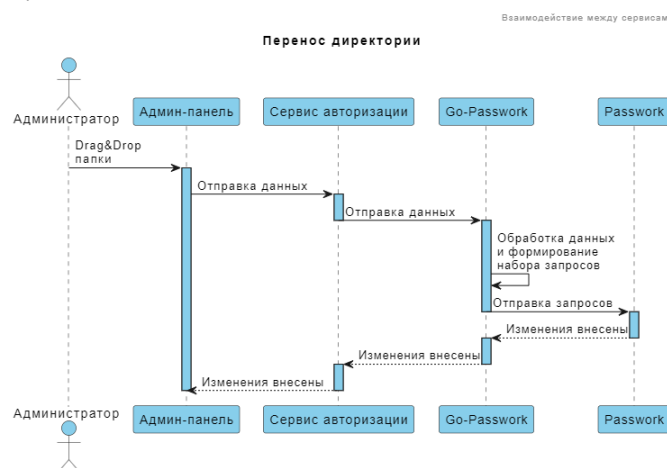 Взаимодействие между сервисам
Перенос директории
Администратор
Админ-панель
Сервис авторизации
Go-Passwork
Passwork
Drag&Drop
папки
Отправка данных
Отправка данных
Обработка данных
и формирование
набора запросов
Отправка запросов
Изменения внесены
Изменения внесены
Изменения внесены
Администратор
Админ-панель
Сервис авторизации
Go-Passwork
Passwork